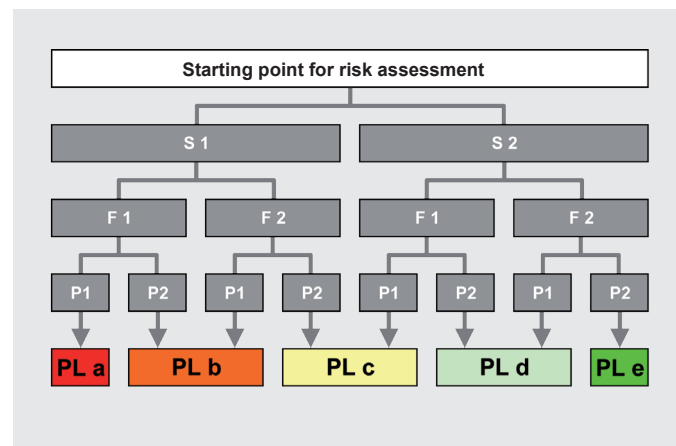 Starting point for risk assessment
S 1 S 2
F 1 F 2 F 1 F 2
P1 P2 P1 P2 P1 P2 P1 P2
PL a PL b PL c PL d PL e